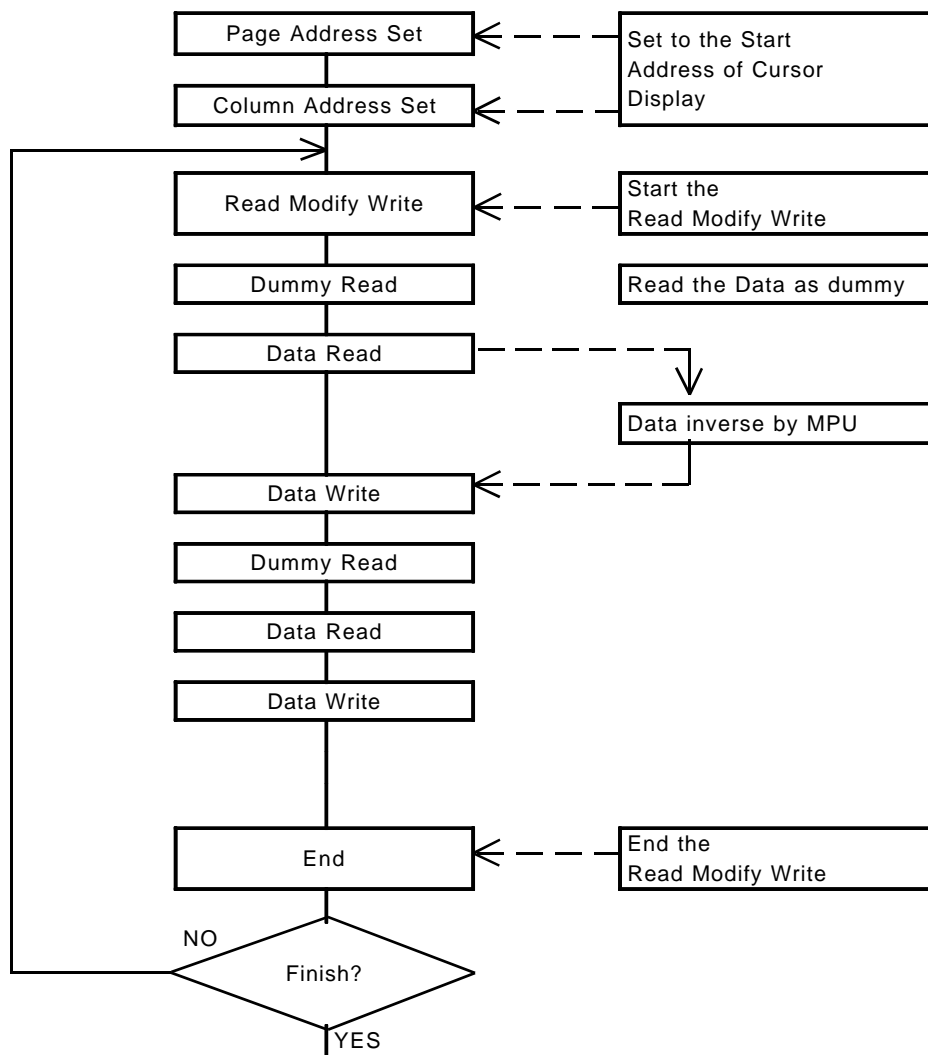 Page Address Set
Set to the Start
Address of Cursor
Display
Column Address Set
Read Modify Write
Start the
Read Modify Write
Dummy Read
Read the Data as dummy
Data Read
Data inverse by MPU
Data Write
Dummy Read
Data Read
Data Write
End
End the
Read Modify Write
NO
Finish?
YES